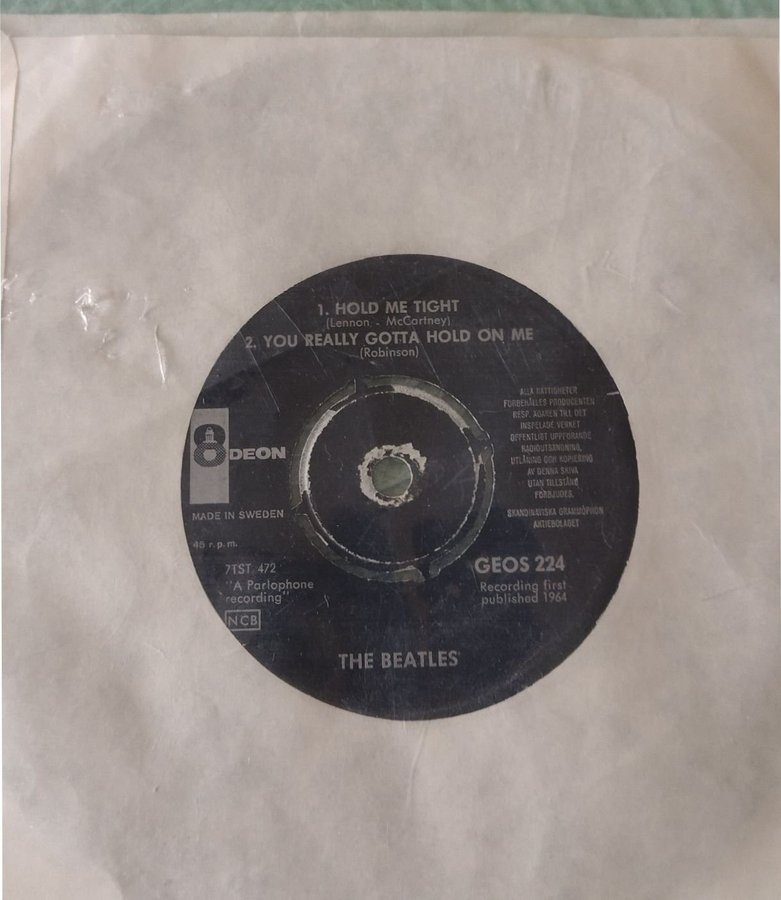 1. HOLD ME TIGHT
(Lennon - McCartney)
2. YOU REALLY GOTTA HOLD ON ME
(Robinson)
ODEON
MADE IN SWEDEN
45 r.p.m.
7TST 472
"A Parlophone
recording"
NCB
ALLA RÄTTIGHETER
FÖRBEHÅLLES PRODUCENTEN
RESP. ÄGAREN TILL DET
INSPELADE VERKET
OFFENTLIGT UPPFÖRANDE
RADIOUTSÄNDNING,
UTLÅNING OCH KOPIERING
AV DENNA SKIVA
UTAN TILLSTÅND
FÖRBJUDES.
SKANDINAVISKA GRAMMOPHON
AKTIEBOLAGET
GEOS 224
Recording first
published 1964
THE BEATLES